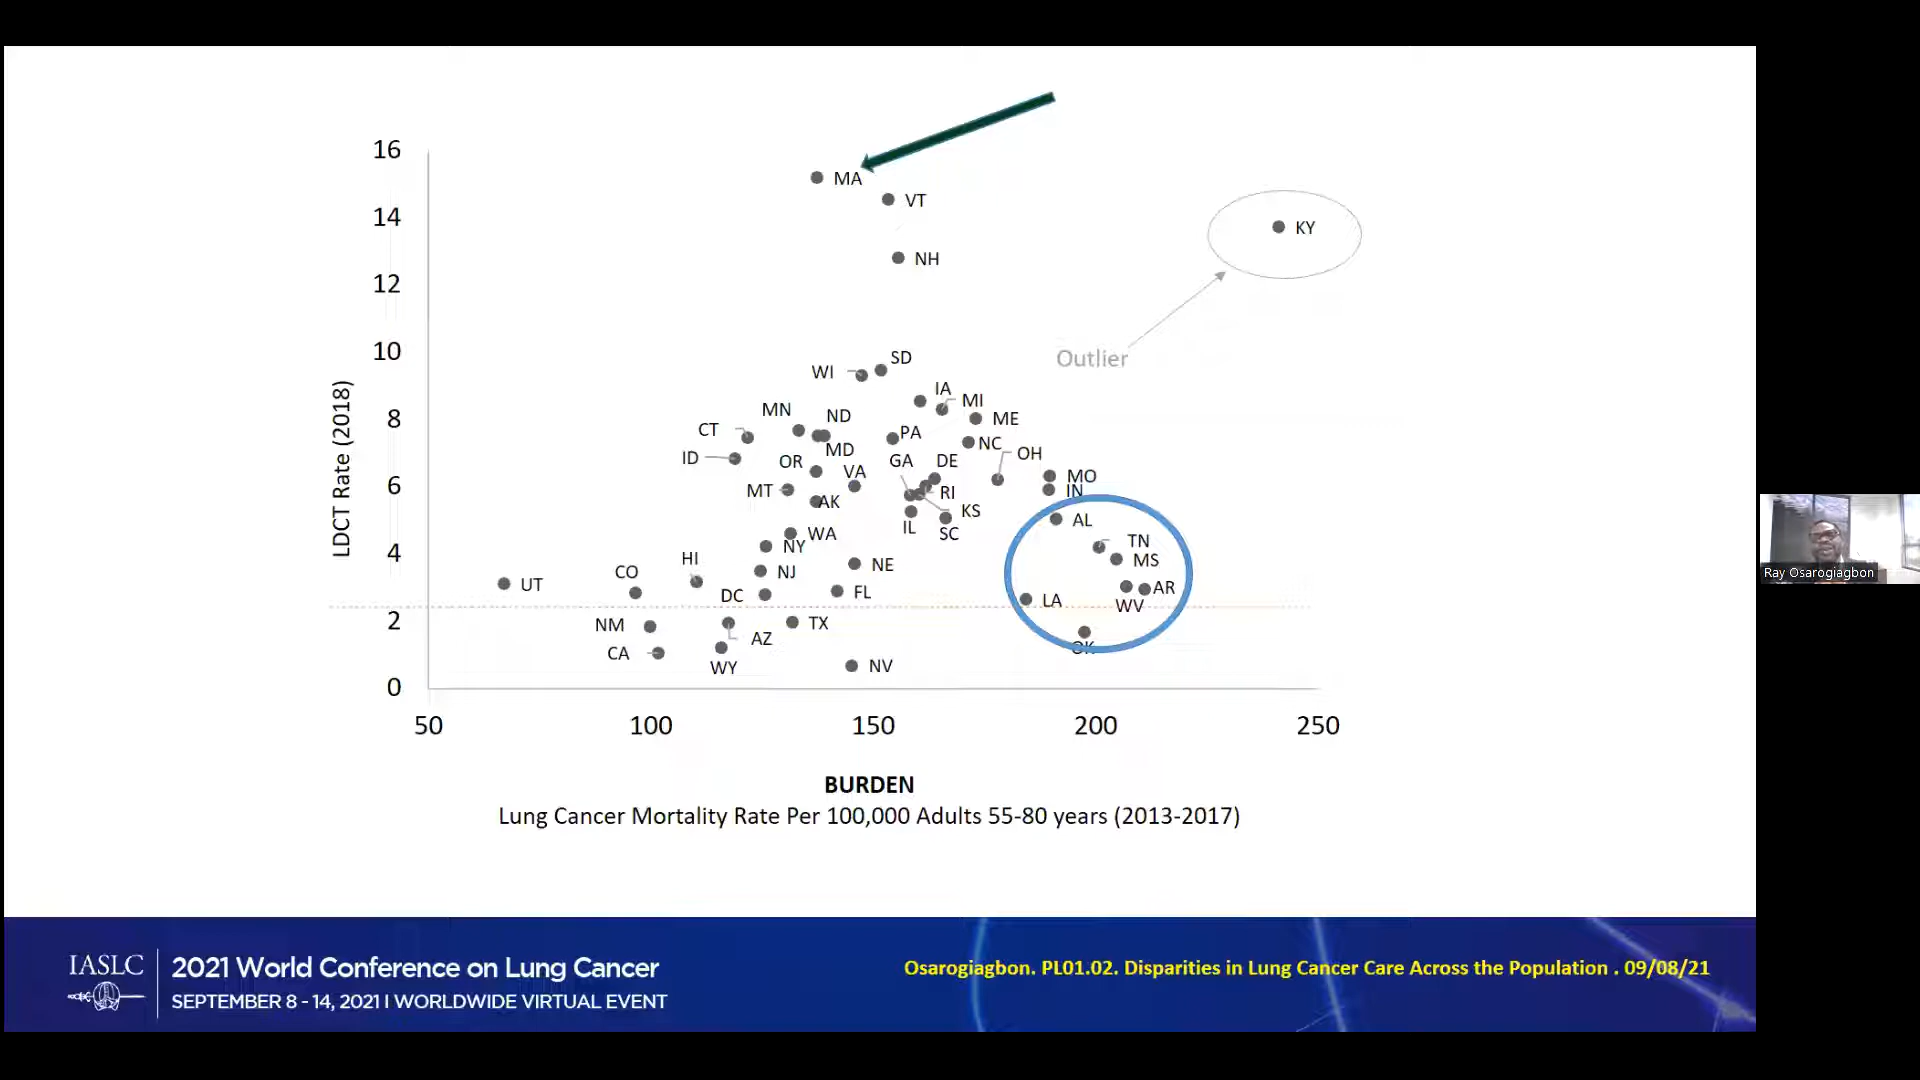 16
MA
VT
14
KY
NH
12
10
SD
Outlier
WI
IA
MI
MN
ND
8
ME
CT
PA
NC
MD
OH
ID
OR
GA
DE
VA
MO
6
MT
RI
IN
AK
KS
IL
SC
AL
WA
TN
4
NY
HI
MS
NE
CO
NJ
UT
AR
DC
FL
LA
WV
2
NM
TX
AZ
OK
CA
WY
NV
0
LDCT Rate (2018)
50 100 150 200 250
BURDEN
Lung Cancer Mortality Rate Per 100,000 Adults 55-80 years (2013-2017)
Ray Osarogiagbon
IASLC
2021 World Conference on Lung Cancer
SEPTEMBER 8 - 14, 2021 I WORLDWIDE VIRTUAL EVENT
Osarogiagbon. PL01.02. Disparities in Lung Cancer Care Across the Population . 09/08/21